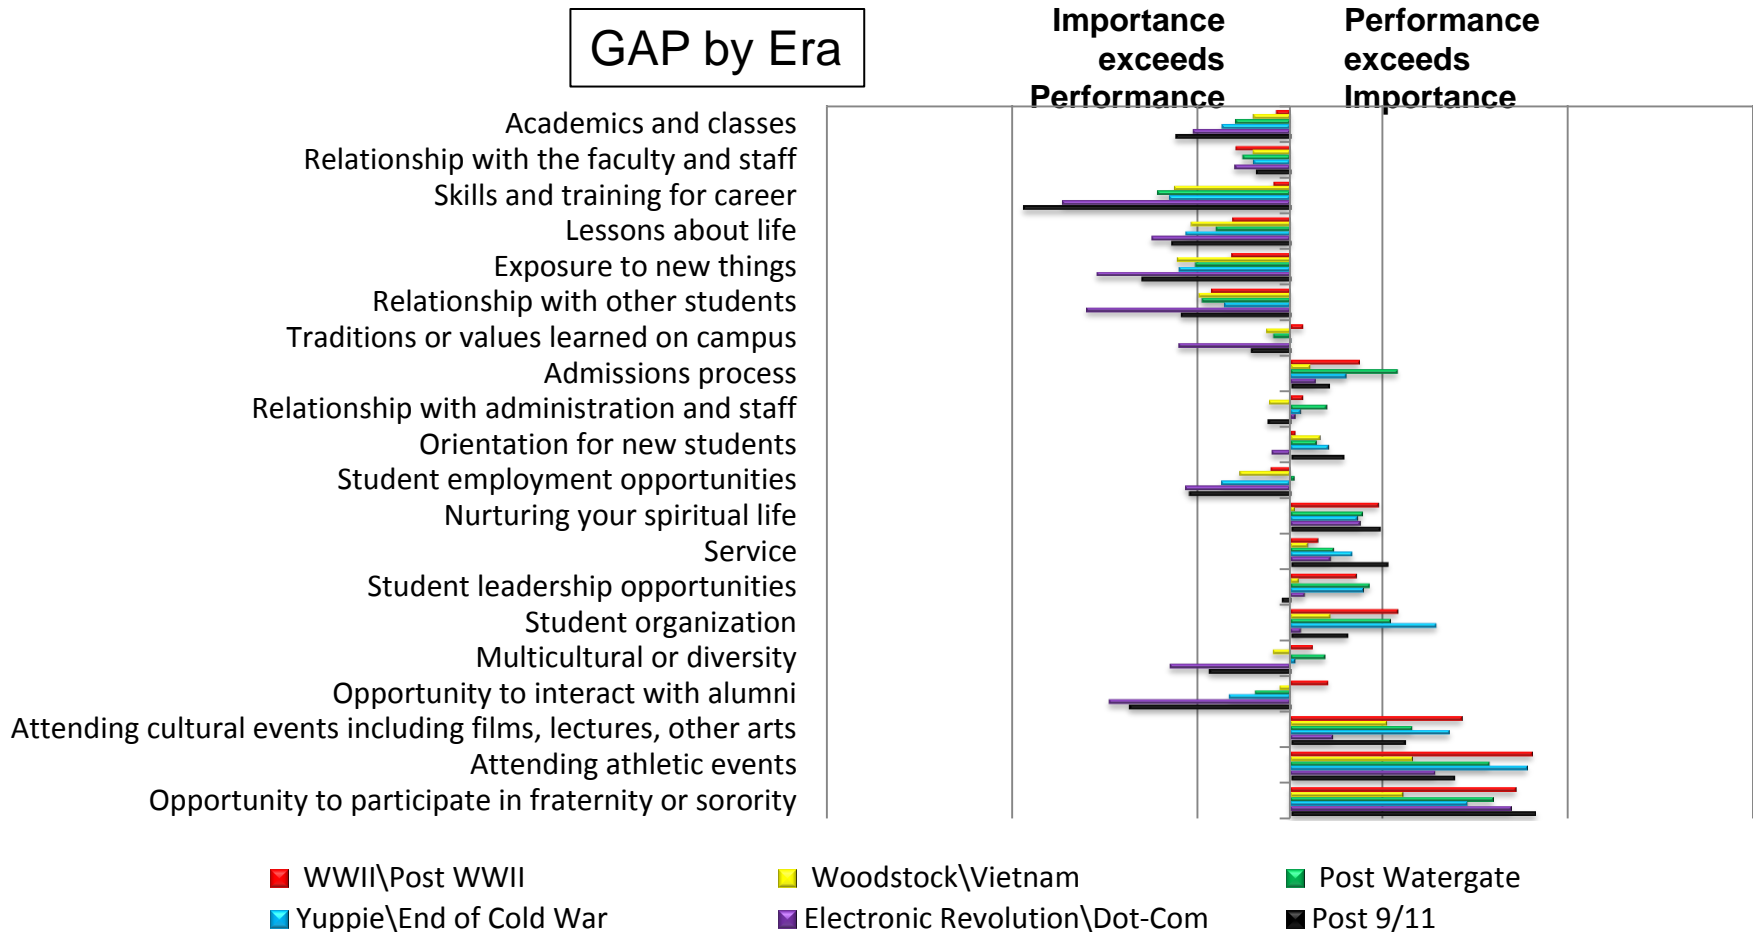 GAP by Era
Importance
exceeds
Performance
Performance
exceeds
Importance
Academics and classes
Relationship with the faculty and staff
Skills and training for career
Lessons about life
Exposure to new things
Relationship with other students
Traditions or values learned on campus
Admissions process
Relationship with administration and staff
Orientation for new students
Student employment opportunities
Nurturing your spiritual life
Service
Student leadership opportunities
Student organization
Multicultural or diversity
Opportunity to interact with alumni
Attending cultural events including films, lectures, other arts
Attending athletic events
Opportunity to participate in fraternity or sorority
WWII\Post WWII
Woodstock\Vietnam
Post Watergate
Yuppie\End of Cold War
Electronic Revolution\Dot-Com
Post 9/11